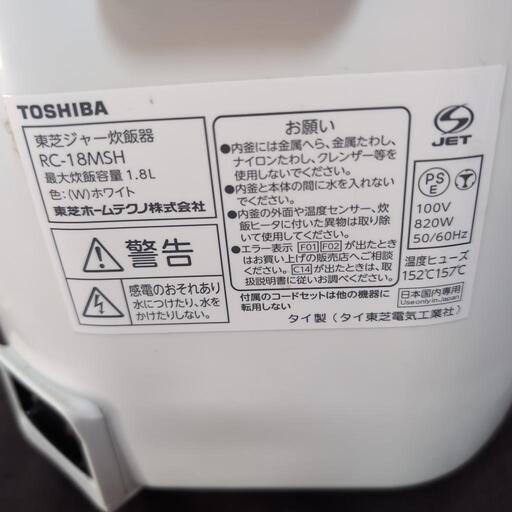 TOSHIBA
東芝ジャー炊飯器
RC-18MSH
最大炊飯容量 1.8L
色：(W)ホワイト
東芝ホームテクノ株式会社
警告
感電のおそれあり
水につけたり、水を
かけたりしない。
お願い
●内釜には金属へら、金属たわし、
ナイロンたわし、クレンザー等を
使用しないでください。
●内釜と本体の間に水を入れない
でください。
●内釜の外面や温度センサー、炊
飯ヒータに付いた異物は取り除
いて使用してください。
●エラー表示 F01 F02 が出たときは
お買い上げの販売店へご相談
ください。C14 が出たときは、取
扱説明書に従いお調べください。
付属のコードセットは他の機器に
転用しない
タイ製（タイ東芝電気工業社）
S
JET
PS
E
100V
820W
50/60Hz
温度ヒューズ
152℃157℃
日本国内専用
Use only in Japan